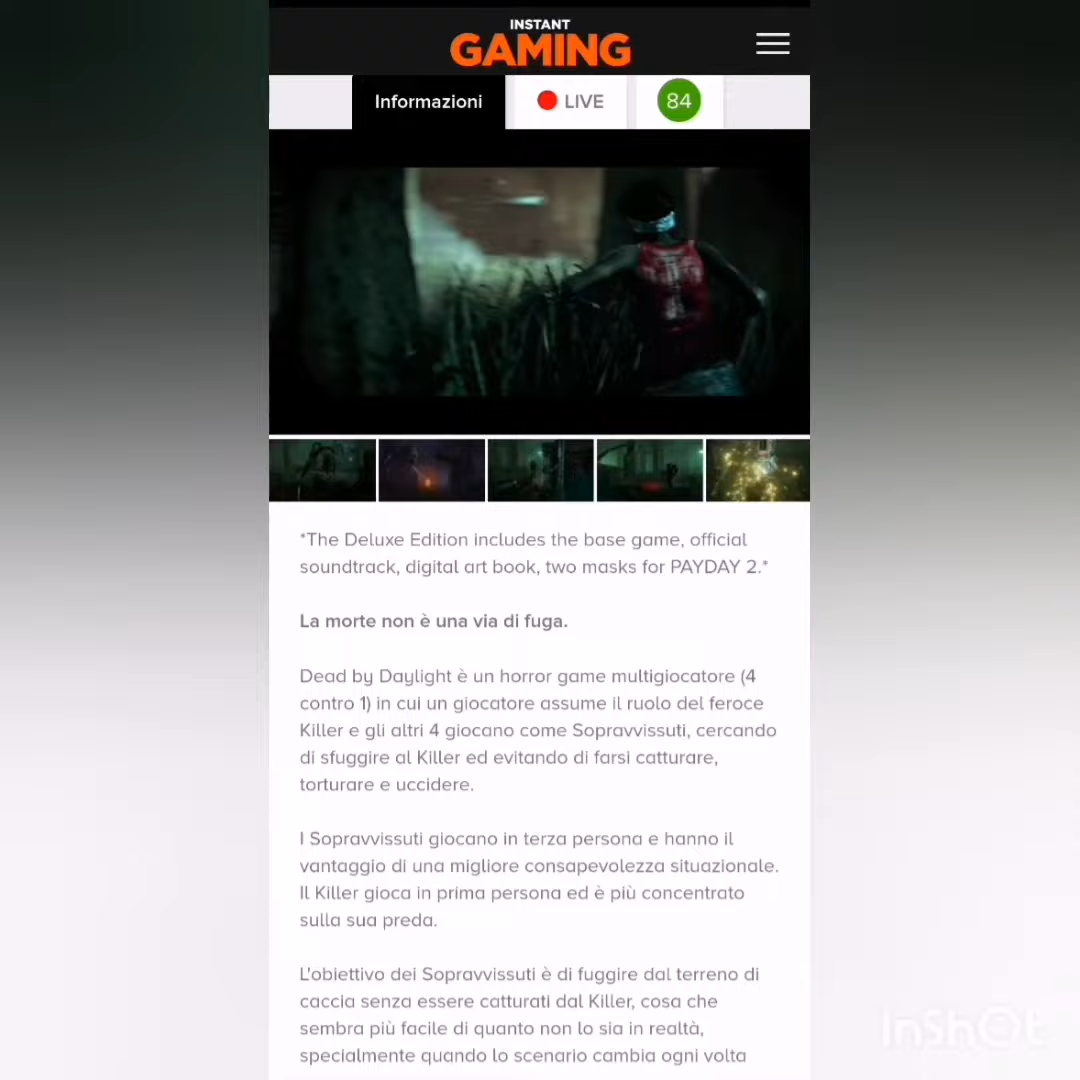 INSTANT
GAMING
Informazioni
LIVE
84
*The Deluxe Edition includes the base game, official
soundtrack, digital art book, two masks for PAYDAY 2.*
La morte non è una via di fuga.
Dead by Daylight è un horror game multigiocatore (4
contro 1) in cui un giocatore assume il ruolo del feroce
Killer e gli altri 4 giocano come Sopravvissuti, cercando
di sfuggire al Killer ed evitando di farsi catturare,
torturare e uccidere.
I Sopravvissuti giocano in terza persona e hanno il
vantaggio di una migliore consapevolezza situazionale.
Il Killer gioca in prima persona ed è più concentrato
sulla sua preda.
L'obiettivo dei Sopravvissuti è di fuggire dal terreno di
caccia senza essere catturati dal Killer, cosa che
sembra più facile di quanto non lo sia in realtà,
specialmente quando lo scenario cambia ogni volta
InShOt